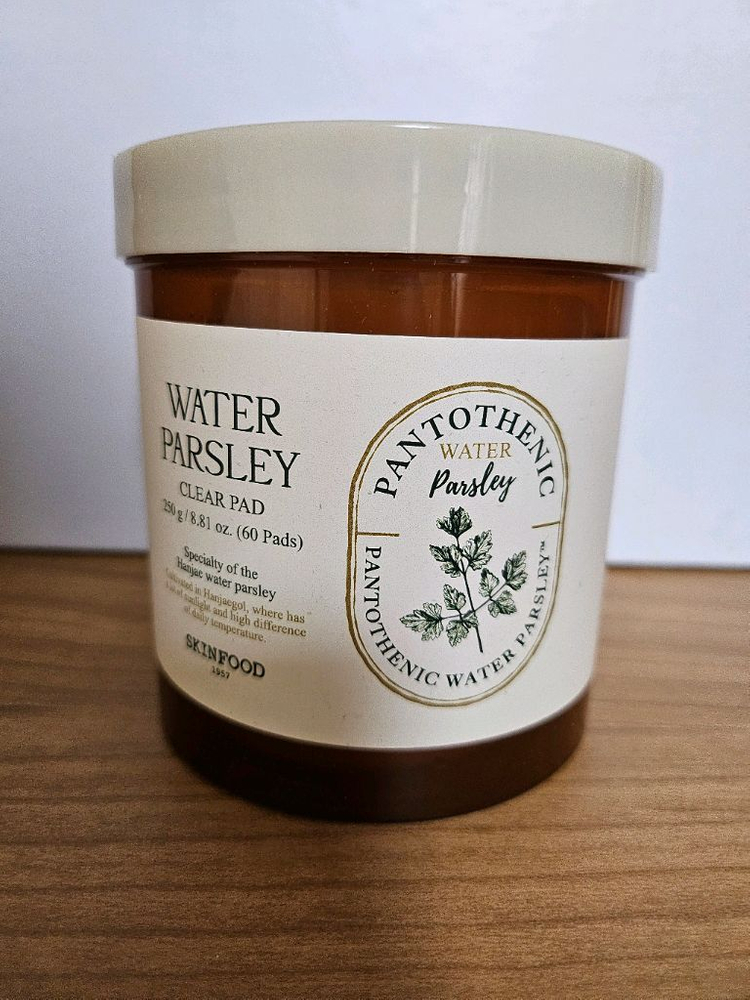 WATER
PARSLEY
CLEAR PAD
250 g / 8.81 oz. (60 Pads)
Specialty of the
Hanjae water parsley
Cultivated in Hanjaegol, where has
a lot of sunlight and high difference
of daily temperature.
SKINFOOD
1957
PANTOTHENIC
WATER
Parsley
PANTOTHENIC WATER PARSLEY™